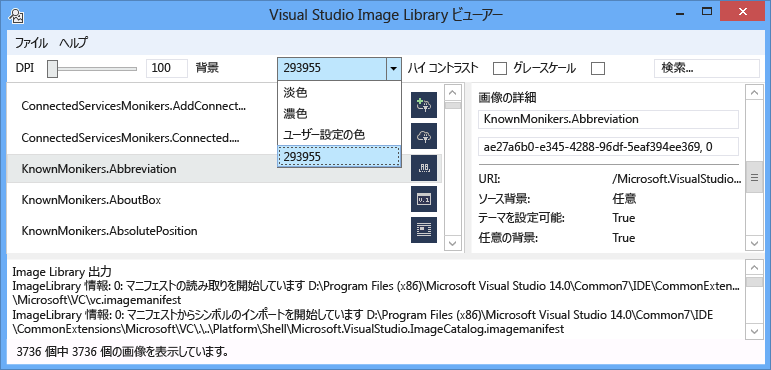 Visual Studio Image Library ビューアー
ファイル ヘルプ
DPI 100 背景 293955 ハイ コントラスト グレースケール 検索...
淡色
濃色
ユーザー設定の色
293955
ConnectedServicesMonikers.AddConnect...
ConnectedServicesMonikers.Connected....
KnownMonikers.Abbreviation
KnownMonikers.AboutBox
KnownMonikers.AbsolutePosition
画像の詳細
KnownMonikers.Abbreviation
ae27a6b0-e345-4288-96df-5eaf394ee369, 0
URI: /Microsoft.VisualStudio...
ソース背景: 任意
テーマを設定可能: True
任意の背景: True
Image Library 出力
ImageLibrary 情報: 0: マニフェストの読み取りを開始しています D:\Program Files (x86)\Microsoft Visual Studio 14.0\Common7\IDE\CommonExten...
\Microsoft\VC\vc.imagemanifest
ImageLibrary 情報: 0: マニフェストからシンボルのインポートを開始しています D:\Program Files (x86)\Microsoft Visual Studio 14.0\Common7\IDE
\CommonExtensions\Microsoft\VC\\..\Platform\Shell\Microsoft.VisualStudio.ImageCatalog.imagemanifest
3736 個中 3736 個の画像を表示しています。